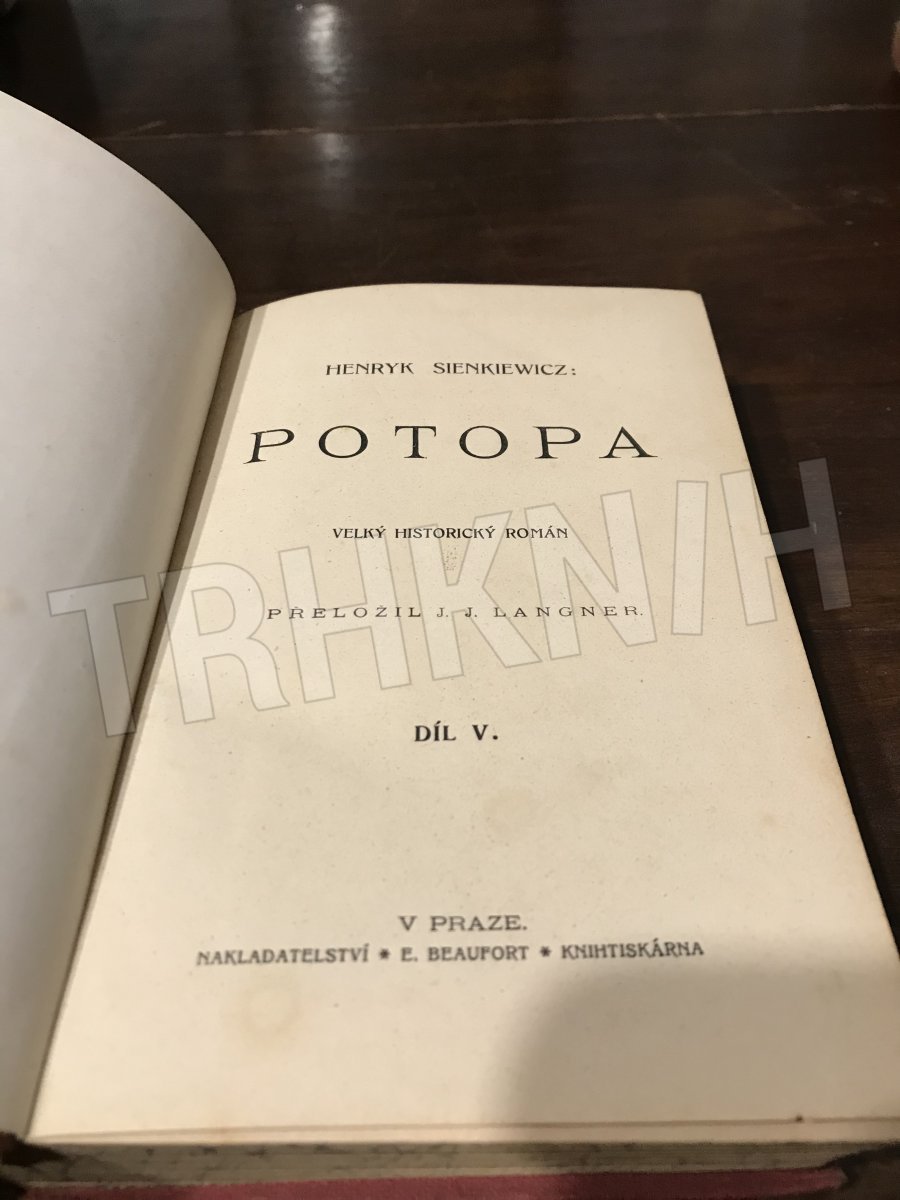 HENRYK SIENKIEWICZ:
POTOPA
VELKÝ HISTORICKÝ ROMÁN
PŘELOŽIL J. J. LANGNER.
TRHKNIH
DÍL V.
V PRAZE.
NAKLADATELSTVÍ * E. BEAUFORT * KNIHTISKÁRNA